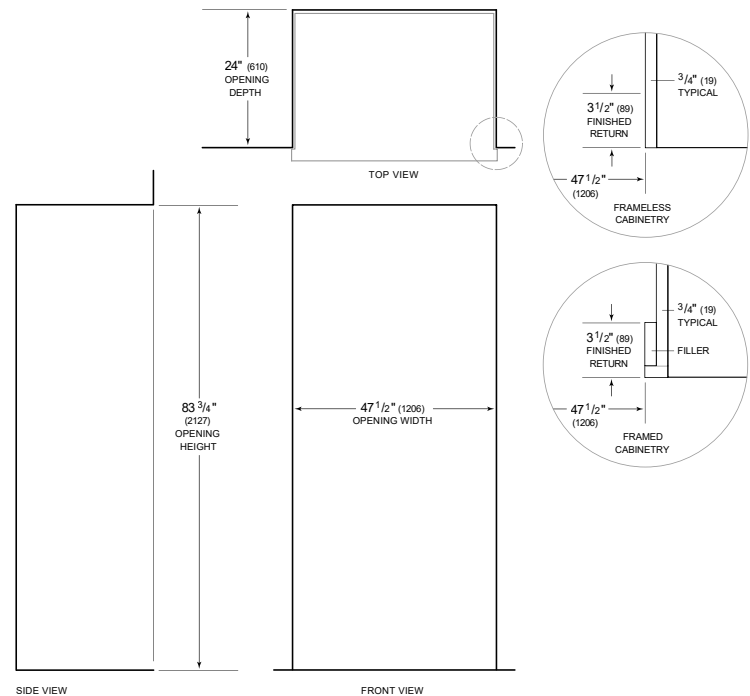 24" (610)
OPENING
DEPTH
TOP VIEW
3/4" (19)
TYPICAL
3 1/2" (89)
FINISHED
RETURN
47 1/2"
(1206)
FRAMELESS
CABINETRY
3/4" (19)
TYPICAL
3 1/2" (89)
FINISHED
RETURN
FILLER
47 1/2"
(1206)
FRAMED
CABINETRY
83 3/4"
(2127)
OPENING
HEIGHT
47 1/2" (1206)
OPENING WIDTH
SIDE VIEW
FRONT VIEW